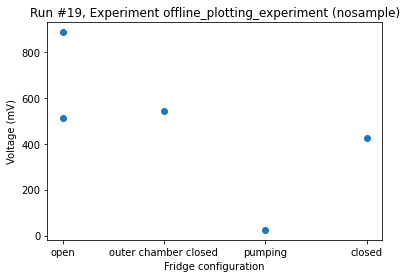 Run #19, Experiment offline_plotting_experiment (nosample)
Voltage (mV)
800
600
400
200
0
open outer chamber closed pumping closed
Fridge configuration